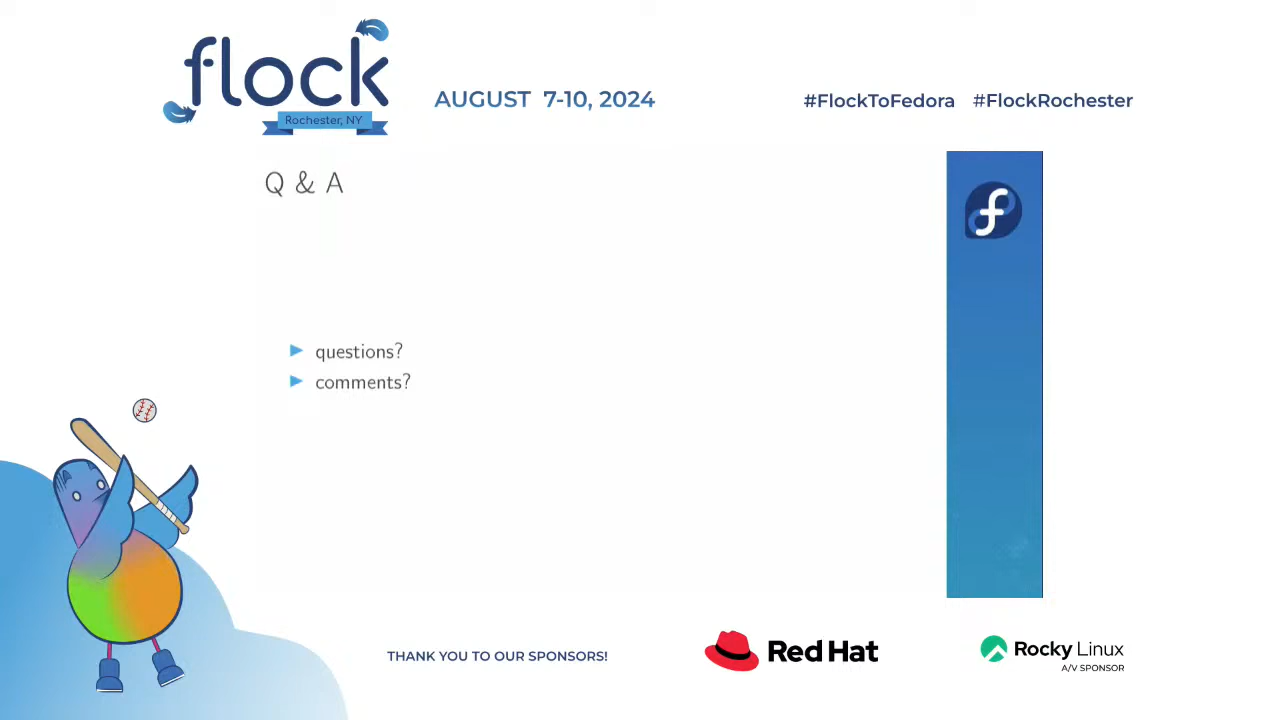 flock
Rochester, NY
AUGUST 7-10, 2024
#FlockToFedora #FlockRochester
Q & A
questions?
comments?
THANK YOU TO OUR SPONSORS!
Red Hat
Rocky Linux
A/V SPONSOR